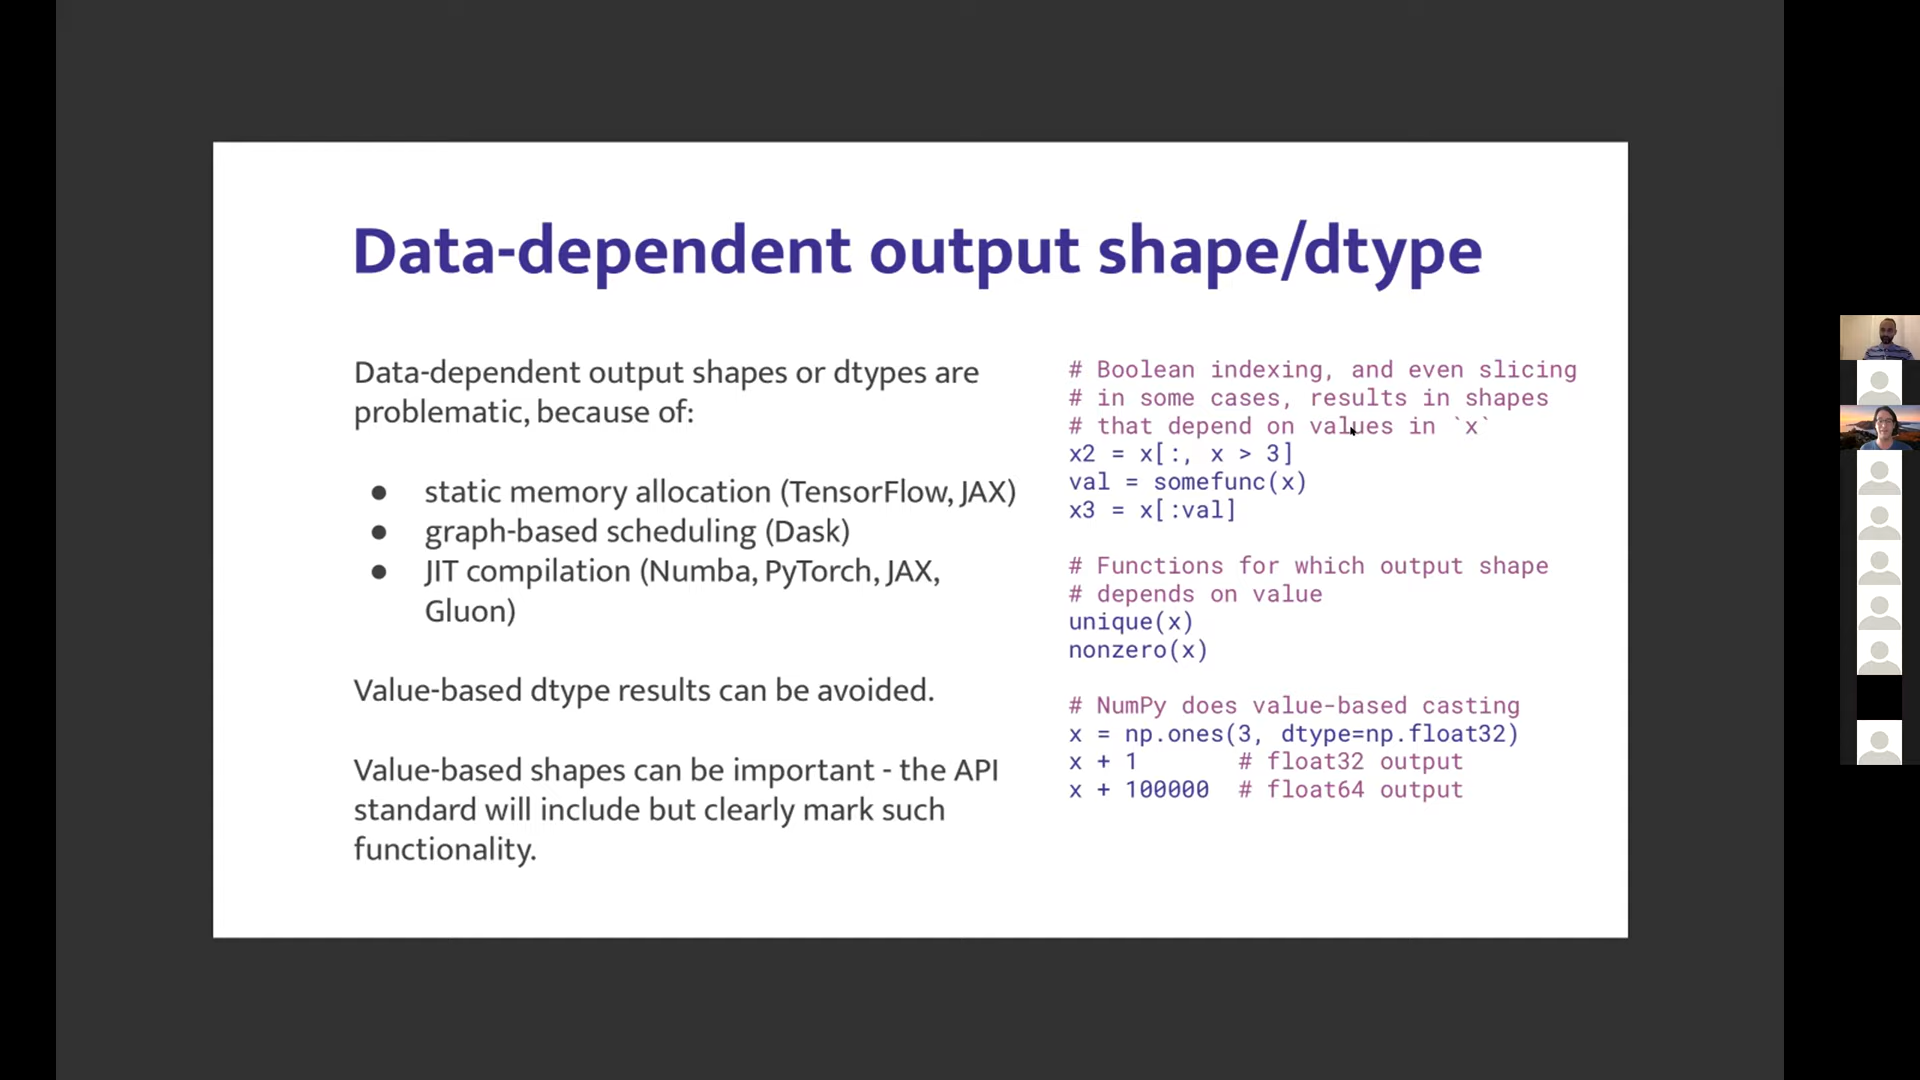 Data-dependent output shape/dtype
Data-dependent output shapes or dtypes are
problematic, because of:
● static memory allocation (TensorFlow, JAX)
● graph-based scheduling (Dask)
● JIT compilation (Numba, PyTorch, JAX,
Gluon)
Value-based dtype results can be avoided.
Value-based shapes can be important - the API
standard will include but clearly mark such
functionality.
# Boolean indexing, and even slicing
# in some cases, results in shapes
# that depend on values in `x`
x2 = x[:, x > 3]
val = somefunc(x)
x3 = x[:val]
# Functions for which output shape
# depends on value
unique(x)
nonzero(x)
# NumPy does value-based casting
x = np.ones(3, dtype=np.float32)
x + 1 # float32 output
x + 100000 # float64 output